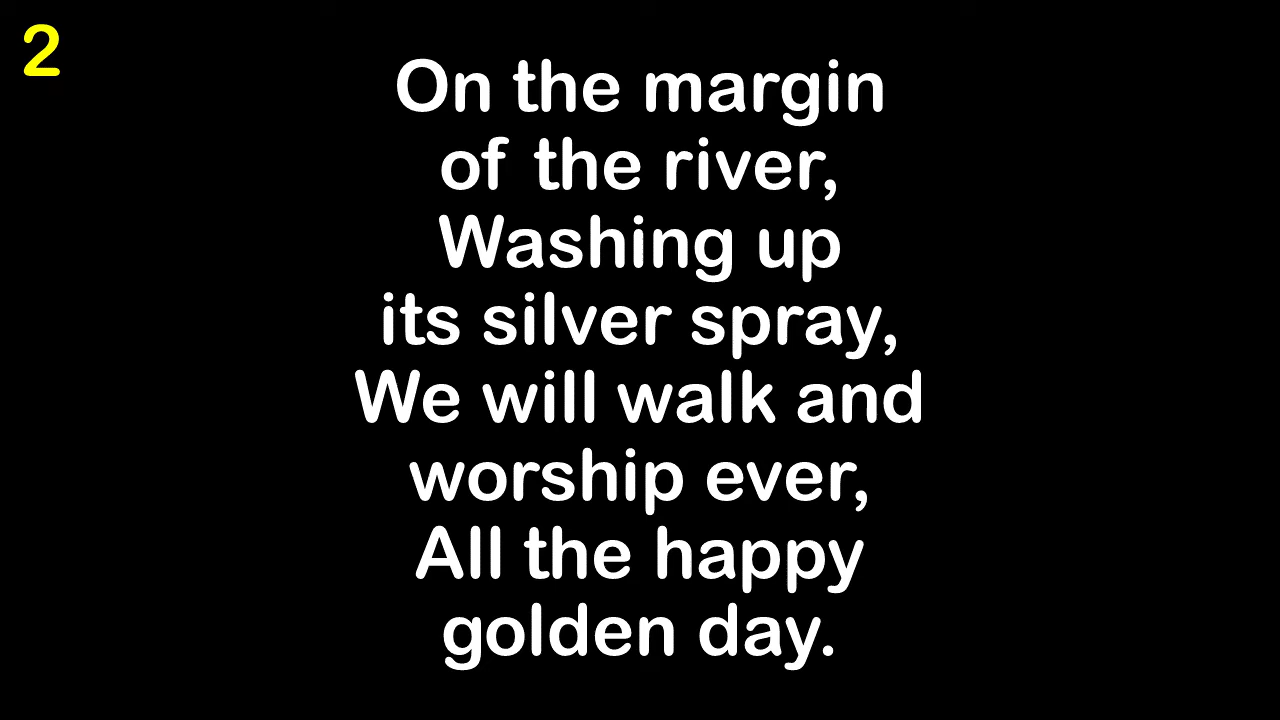 2
On the margin
of the river,
Washing up
its silver spray,
We will walk and
worship ever,
All the happy
golden day.